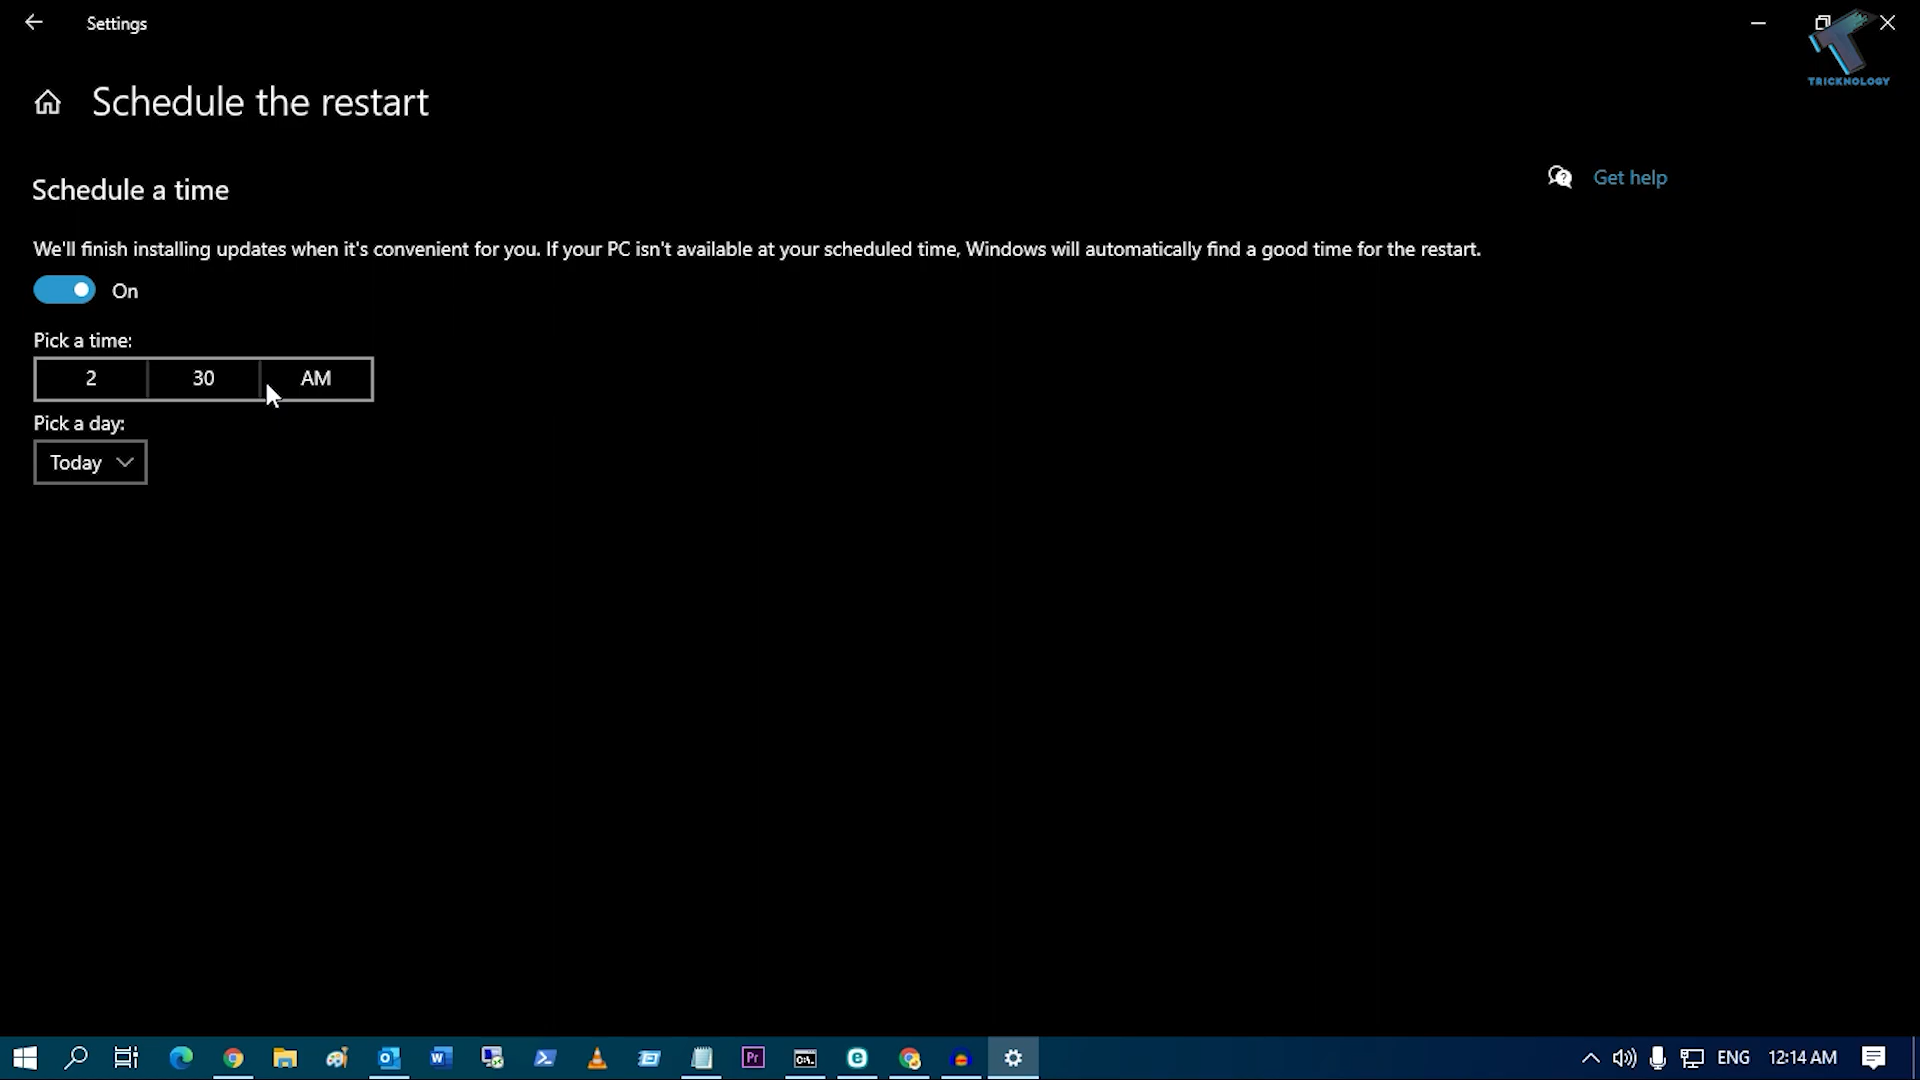 Settings
TRICKNOLOGY
Schedule the restart
Schedule a time
Get help
We'll finish installing updates when it's convenient for you. If your PC isn't available at your scheduled time, Windows will automatically find a good time for the restart.
On
Pick a time:
2 30 AM
Pick a day:
Today
Pr
ENG 12:14 AM